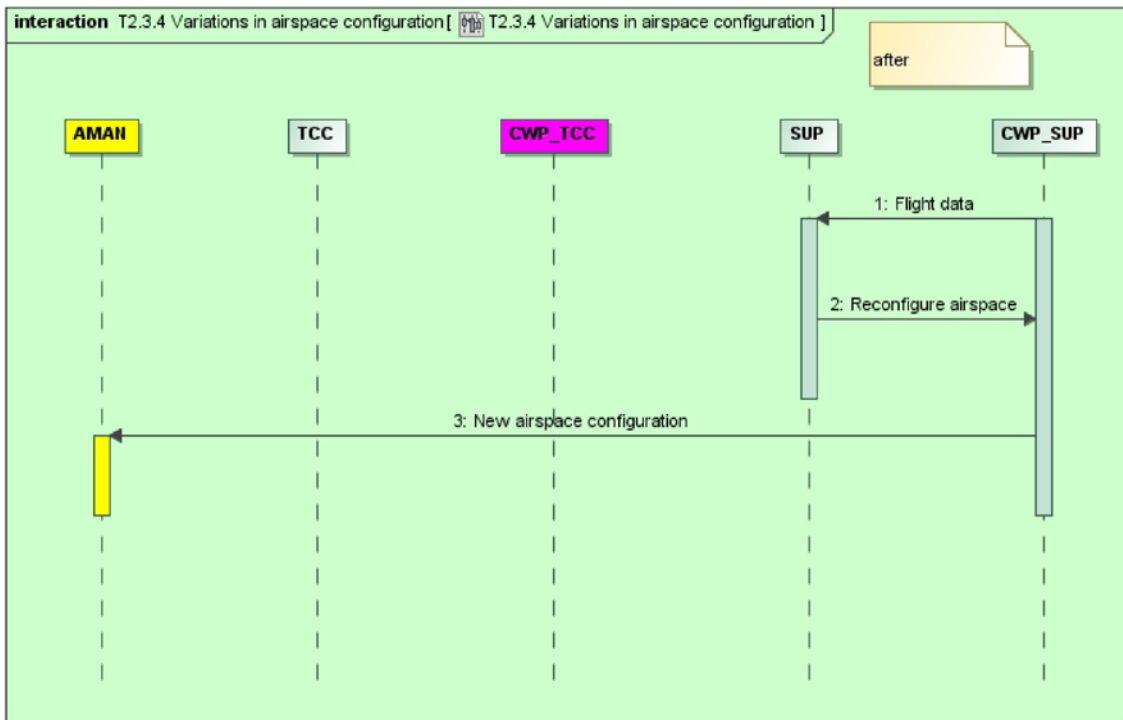 interaction T2.3.4 Variations in airspace configuration[ T2.3.4 Variations in airspace configuration ]
after
AMAN
TCC
CWP_TCC
SUP
CWP_SUP
1: Flight data
2: Reconfigure airspace
3: New airspace configuration